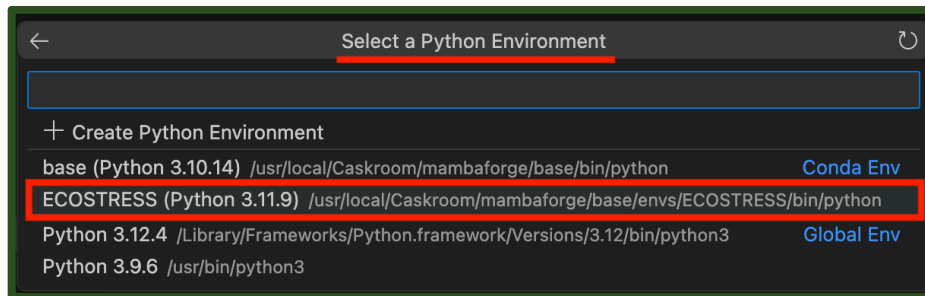 Select a Python Environment
Create Python Environment
base (Python 3.10.14) /usr/local/Caskroom/mambaforge/base/bin/python Conda Env
ECOSTRESS (Python 3.11.9) /usr/local/Caskroom/mambaforge/base/envs/ECOSTRESS/bin/python
Python 3.12.4 /Library/Frameworks/Python.framework/Versions/3.12/bin/python3 Global Env
Python 3.9.6 /usr/bin/python3